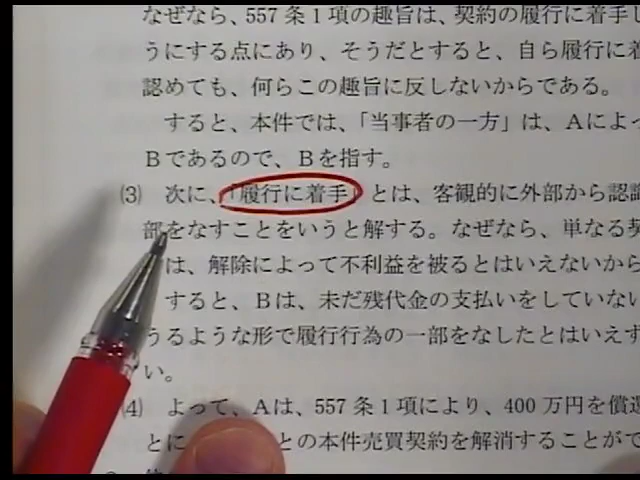 なぜなら、557 条1項の趣旨は、契約の履行に着手し
うにする点にあり、そうだとすると、自ら履行に着
認めても、何らこの趣旨に反しないからである。
すると、本件では、「当事者の一方」は、Aによっ
Bであるので、Bを指す。
(3) 次に、「履行に着手」とは、客観的に外部から認識
部をなすことをいうと解する。なぜなら、単なる契
は、解除によって不利益を被るとはいえないから
すると、Bは、未だ残代金の支払いをしていない
うるような形で履行行為の一部をなしたとはいえず
い。
(4) よって、Aは、557 条1項により、400 万円を償還
とに との本件売買契約を解消することがで